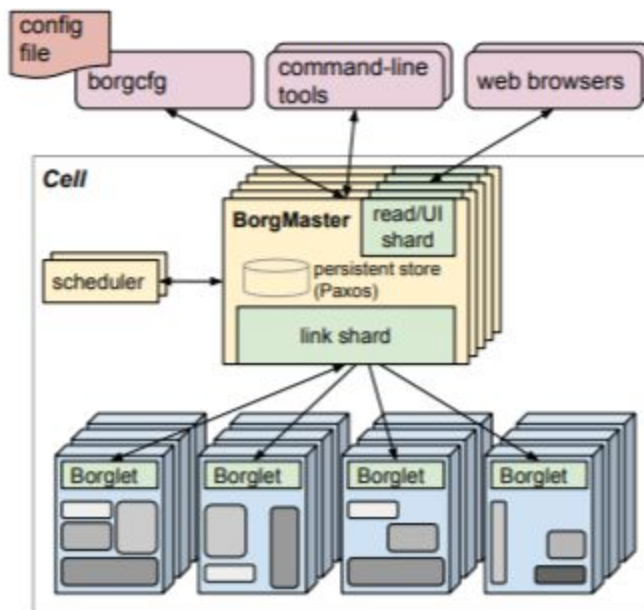 config
file
borgcfg
command-line
tools
web browsers
Cell
BorgMaster
read/UI
shard
scheduler
persistent store
(Paxos)
link shard
Borglet
Borglet
Borglet
Borglet